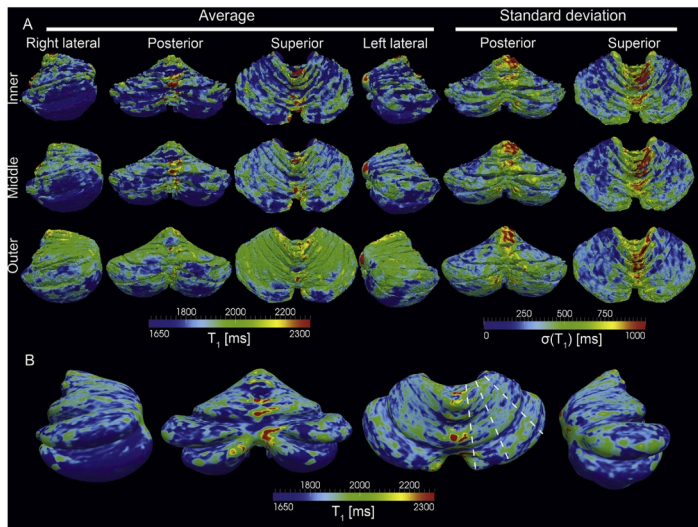 A
Average
Standard deviation
Right lateral
Posterior
Superior
Left lateral
Posterior
Superior
Inner
Middle
Outer
1800 2000 2200
1650 2300
T1 [ms]
250 500 750
0 1000
σ(T1) [ms]
B
1800 2000 2200
1650 2300
T1 [ms]